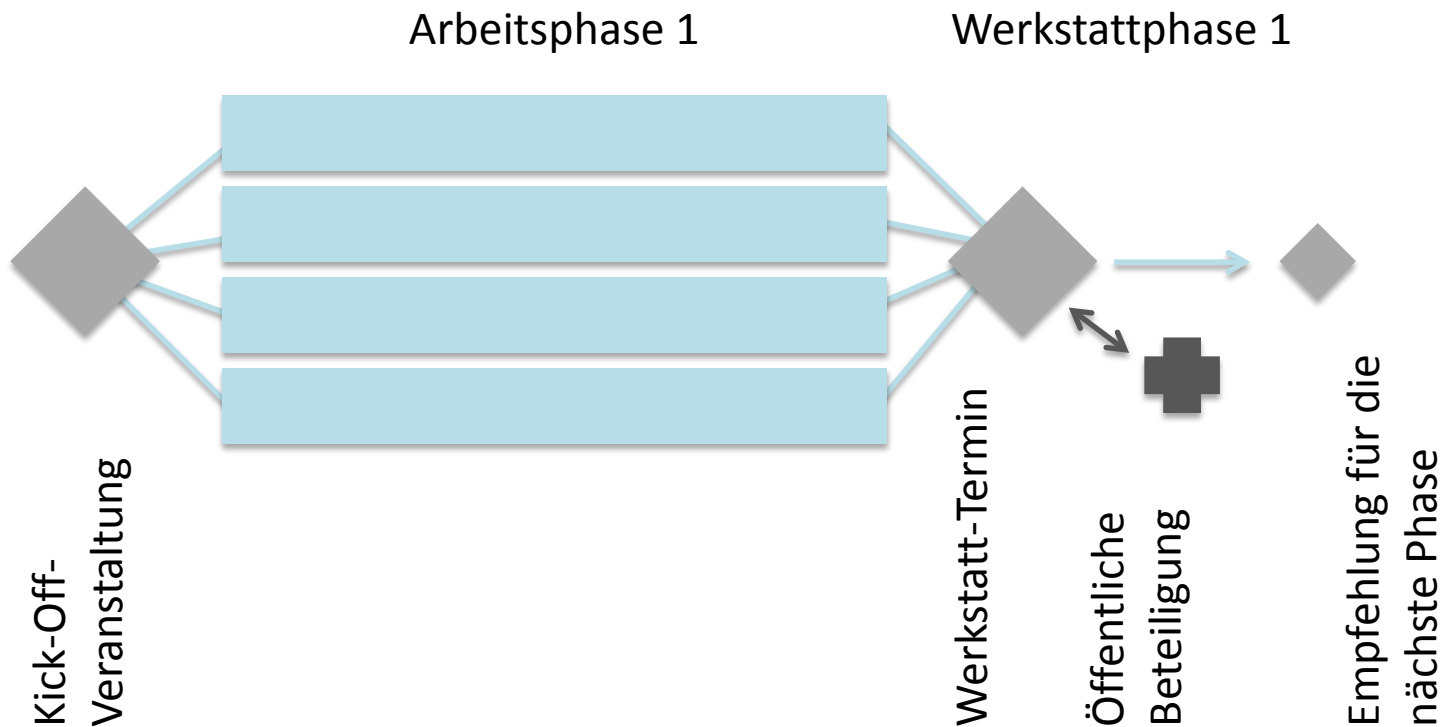 Arbeitsphase 1
Werkstattphase 1
Kick-Off-
Veranstaltung
Werkstatt-Termin
Öffentliche
Beteiligung
Empfehlung für die
nächste Phase